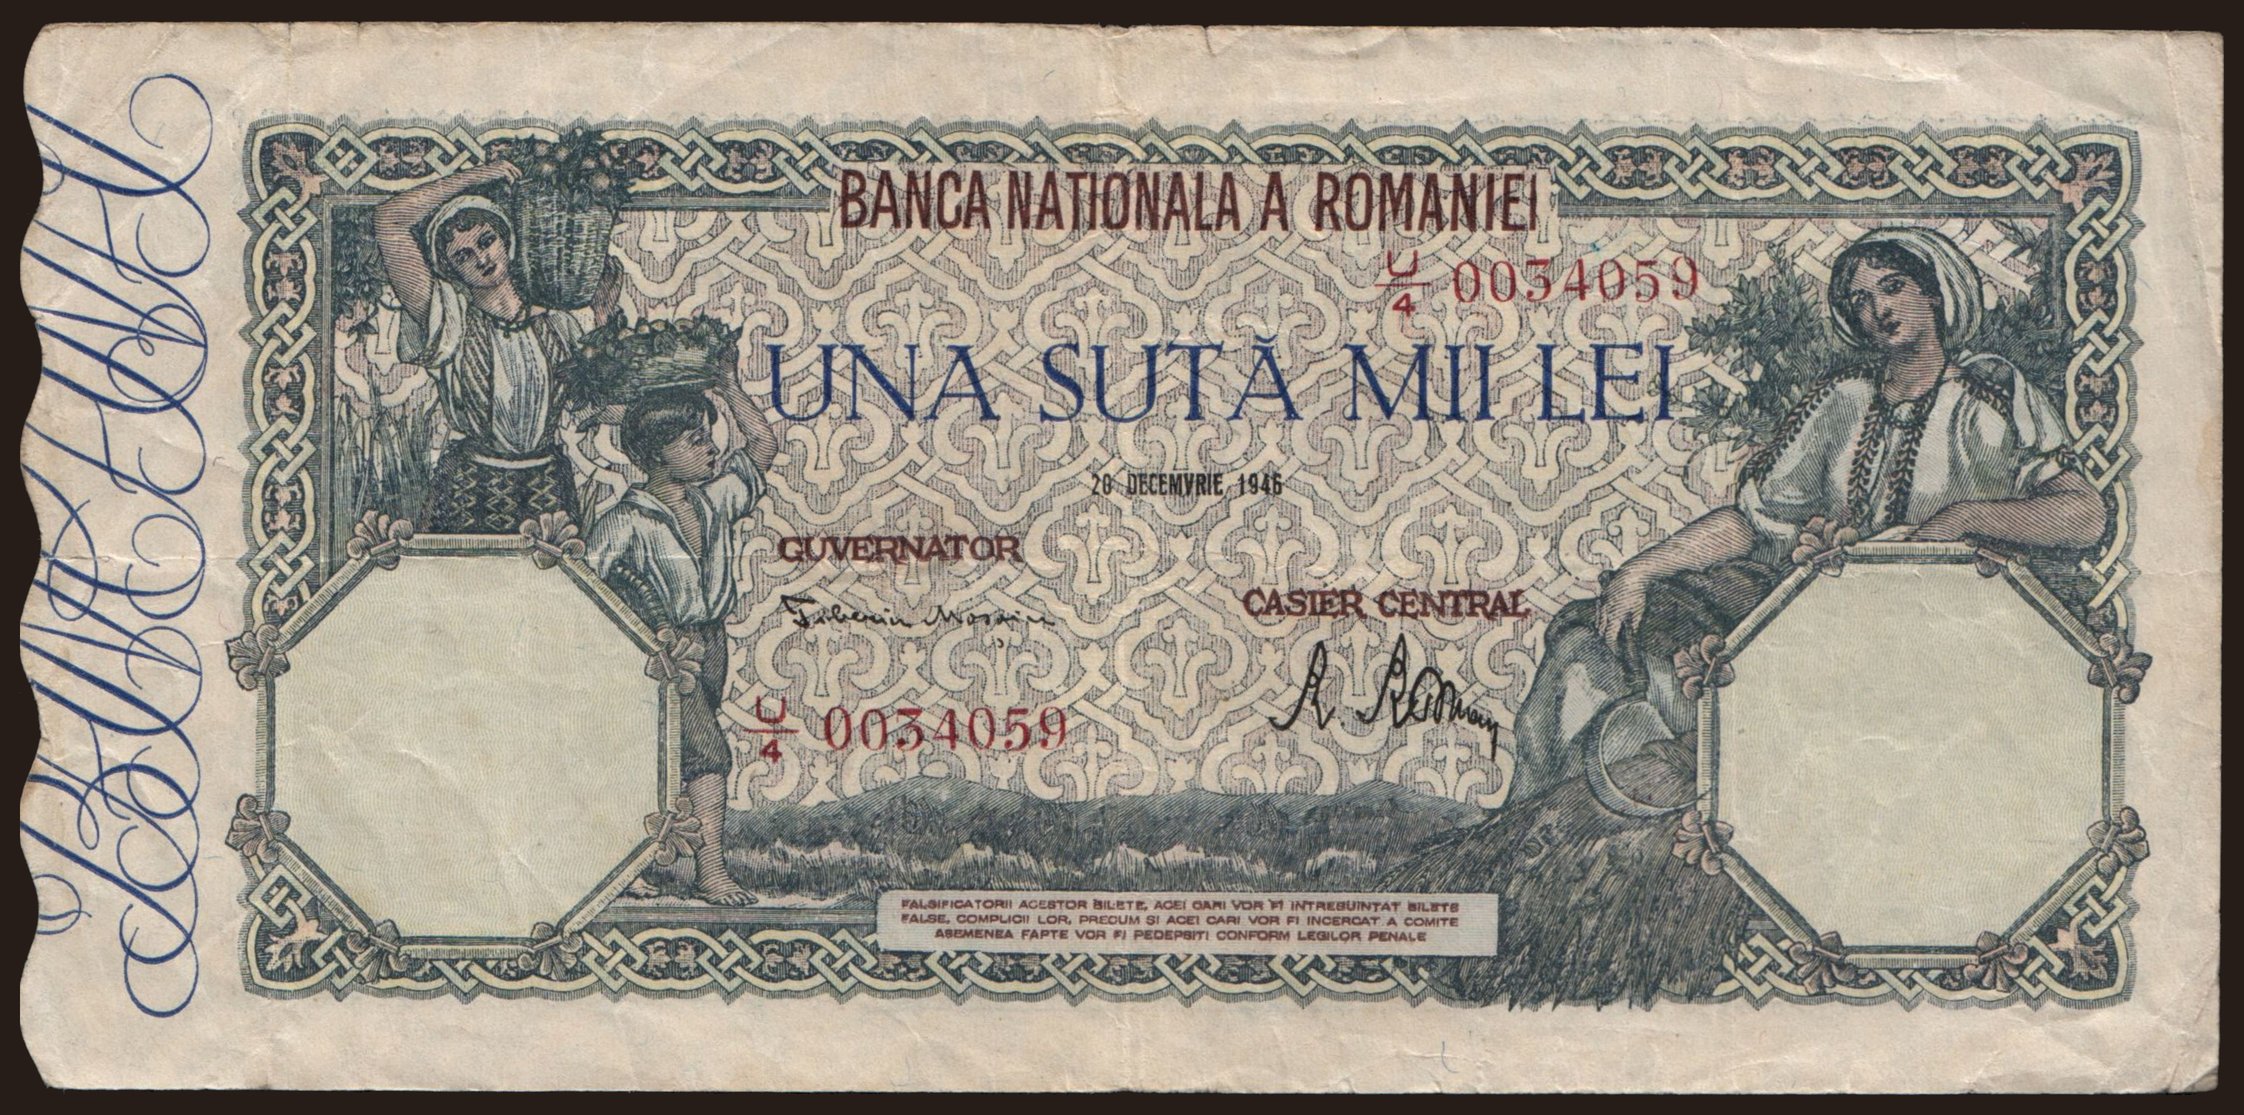 BANCA NATIONALA A ROMANIEI
U/4 0034059
UNA SUTĂ MII LEI
20 DECEMVRIE 1946
GUVERNATOR
CASIER CENTRAL
U/4 0034059
FALSIFICATORII ACESTOR BILETE, ACEI CARI VOR FI INTREBUINTAT BILETE
FALSE, COMPLICII LOR, PRECUM SI ACEI CARI VOR FI INCERCAT A COMITE
ASEMENEA FAPTE VOR FI PEDEPSITI CONFORM LEGILOR PENALE